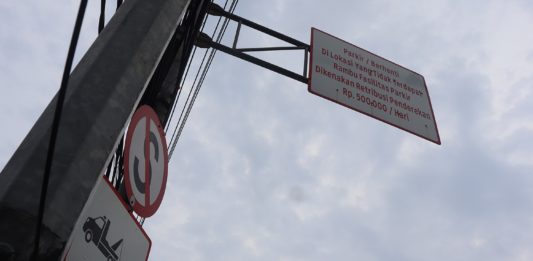 Parkir / Berhenti
Di Lokasi Yang Tidak Terdapat
Rambu Fasilitas Parkir
Dikenakan Retribusi Penderekan
Rp. 500.000 / Hari
S